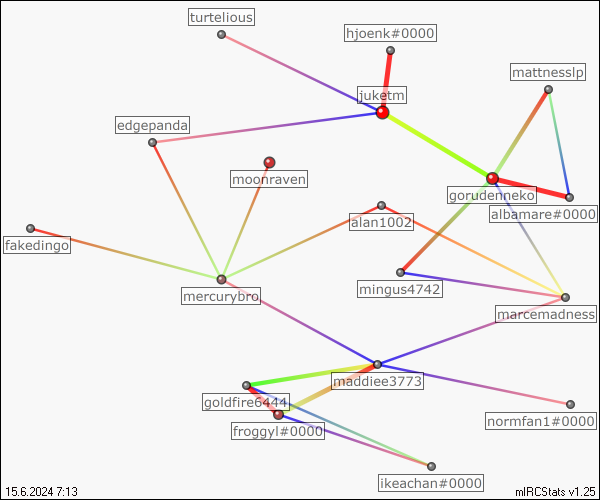 turtelious
hjoenk#0000
mattnesslp
juketm
edgepanda
moonraven
gorudenneko
albamare#0000
alan1002
fakedingo
mingus4742
mercurybro
marcemadness
maddiee3773
goldfire6444
normfan1#0000
froggyl#0000
ikeachan#0000
15.6.2024 7:13
mIRCStats v1.25